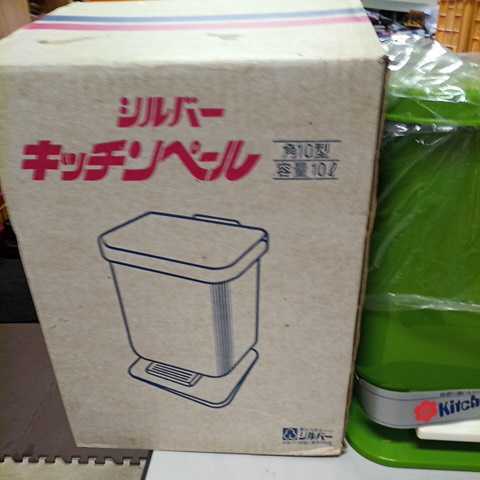 シルバー
キッチンペール
角10型
容量10ℓ
シルバー
Kitch